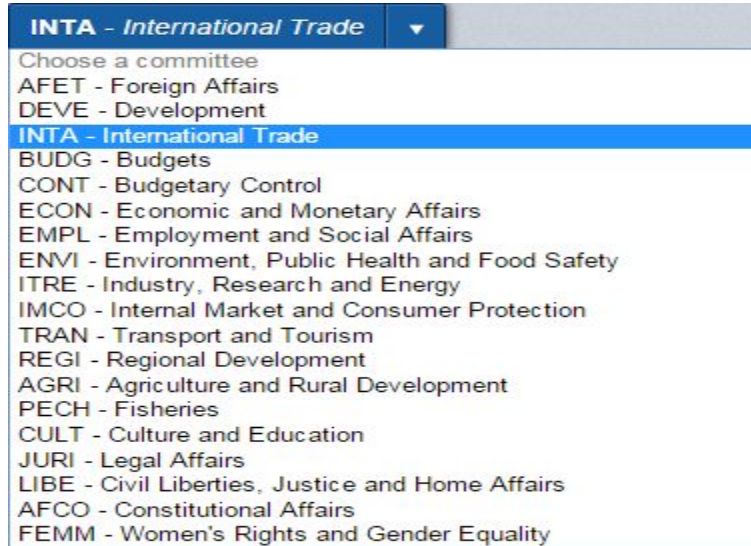 INTA - International Trade
Choose a committee
AFET - Foreign Affairs
DEVE - Development
INTA - International Trade
BUDG - Budgets
CONT - Budgetary Control
ECON - Economic and Monetary Affairs
EMPL - Employment and Social Affairs
ENVI - Environment, Public Health and Food Safety
ITRE - Industry, Research and Energy
IMCO - Internal Market and Consumer Protection
TRAN - Transport and Tourism
REGI - Regional Development
AGRI - Agriculture and Rural Development
PECH - Fisheries
CULT - Culture and Education
JURI - Legal Affairs
LIBE - Civil Liberties, Justice and Home Affairs
AFCO - Constitutional Affairs
FEMM - Women's Rights and Gender Equality